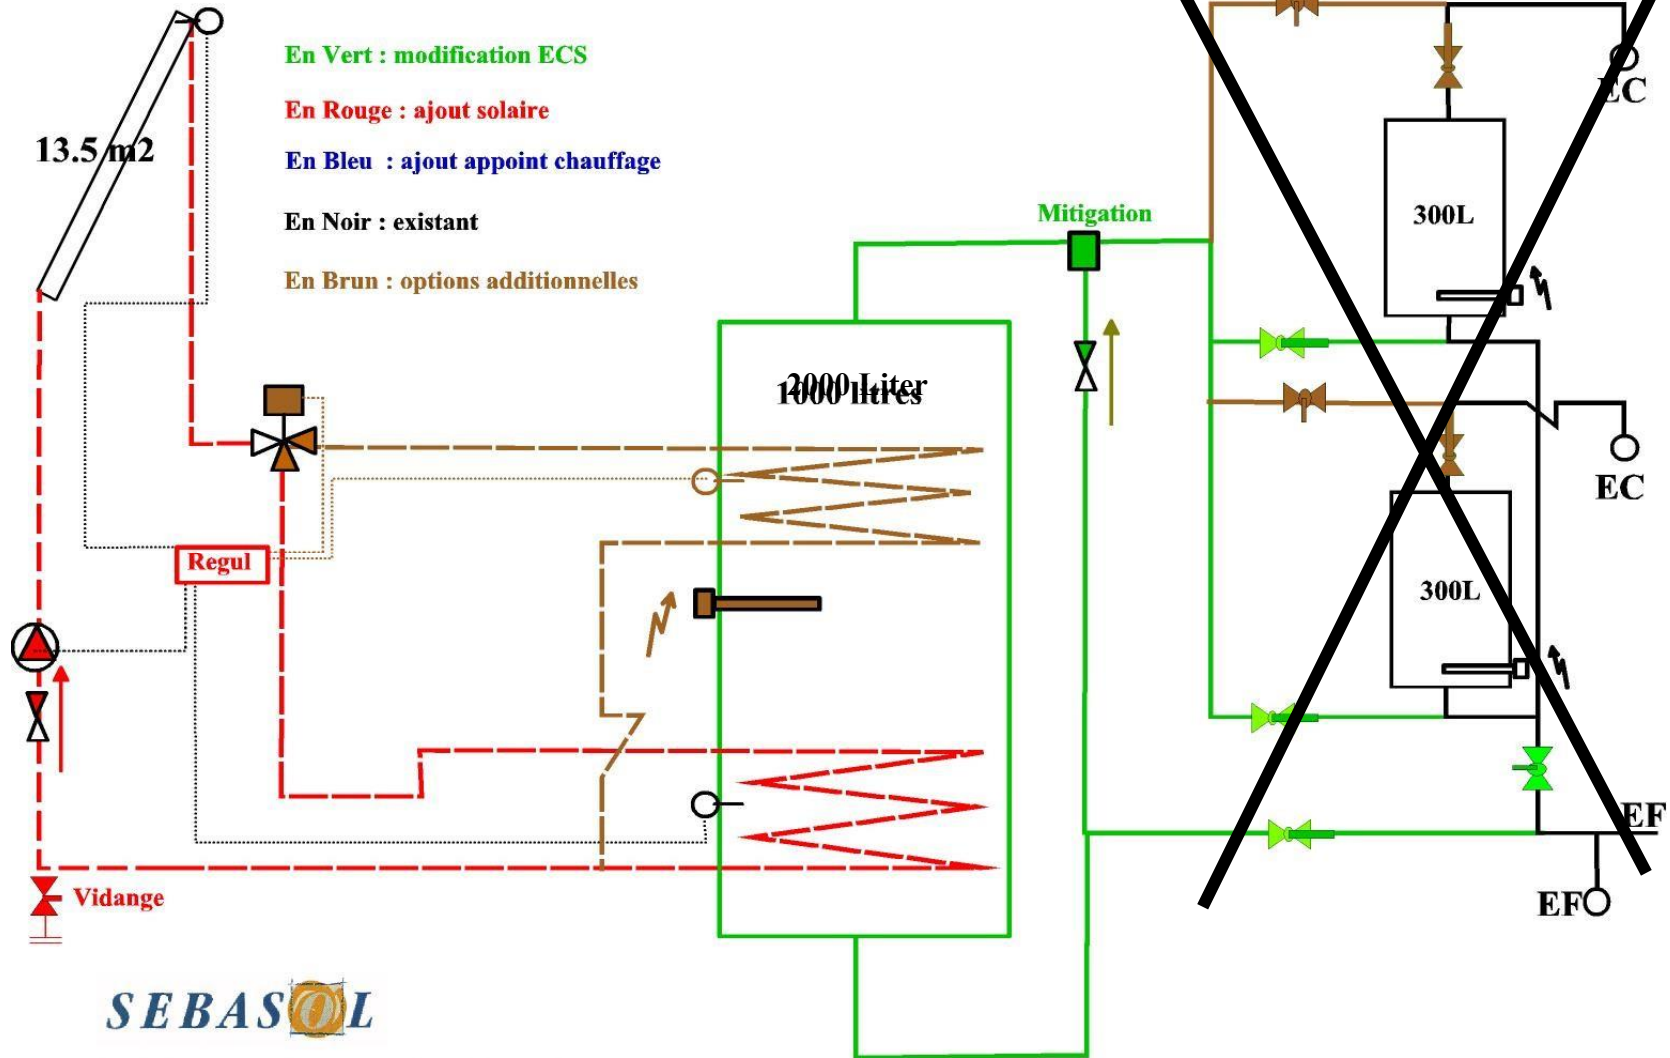 En Vert : modification ECS
En Rouge : ajout solaire
En Bleu : ajout appoint chauffage
En Noir : existant
En Brun : options additionnelles
13.5 m2
Mitigation
EC
300L
2000 Liter
1000 litres
EC
Regul
300L
EF
Vidange
EF
SEBASOL